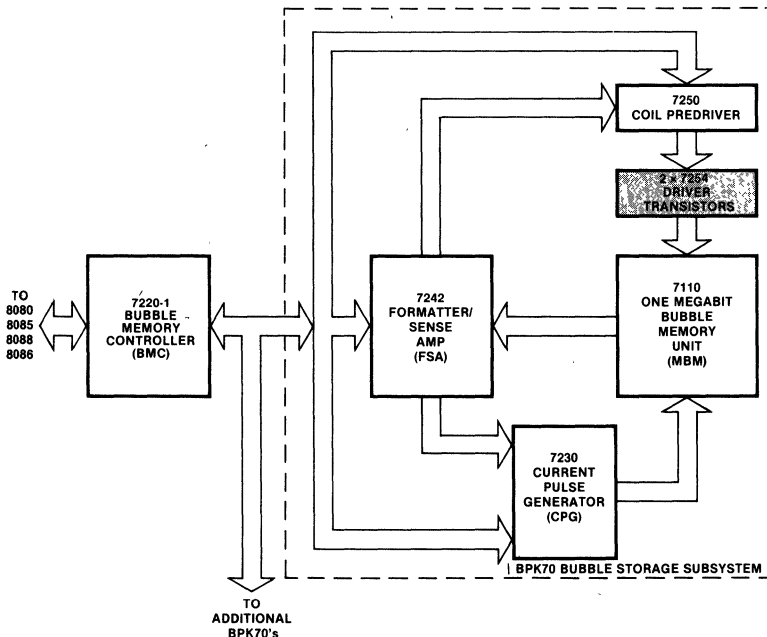 7250
COIL PREDRIVER
2 x 7254
DRIVER
TRANSISTORS
TO
8080
8085
8088
8086
7220-1
BUBBLE
MEMORY
CONTROLLER
(BMC)
7242
FORMATTER/
SENSE
AMP
(FSA)
7110
ONE MEGABIT
BUBBLE
MEMORY
UNIT
(MBM)
7230
CURRENT
PULSE
GENERATOR
(CPG)
BPK70 BUBBLE STORAGE SUBSYSTEM
TO
ADDITIONAL
BPK70's